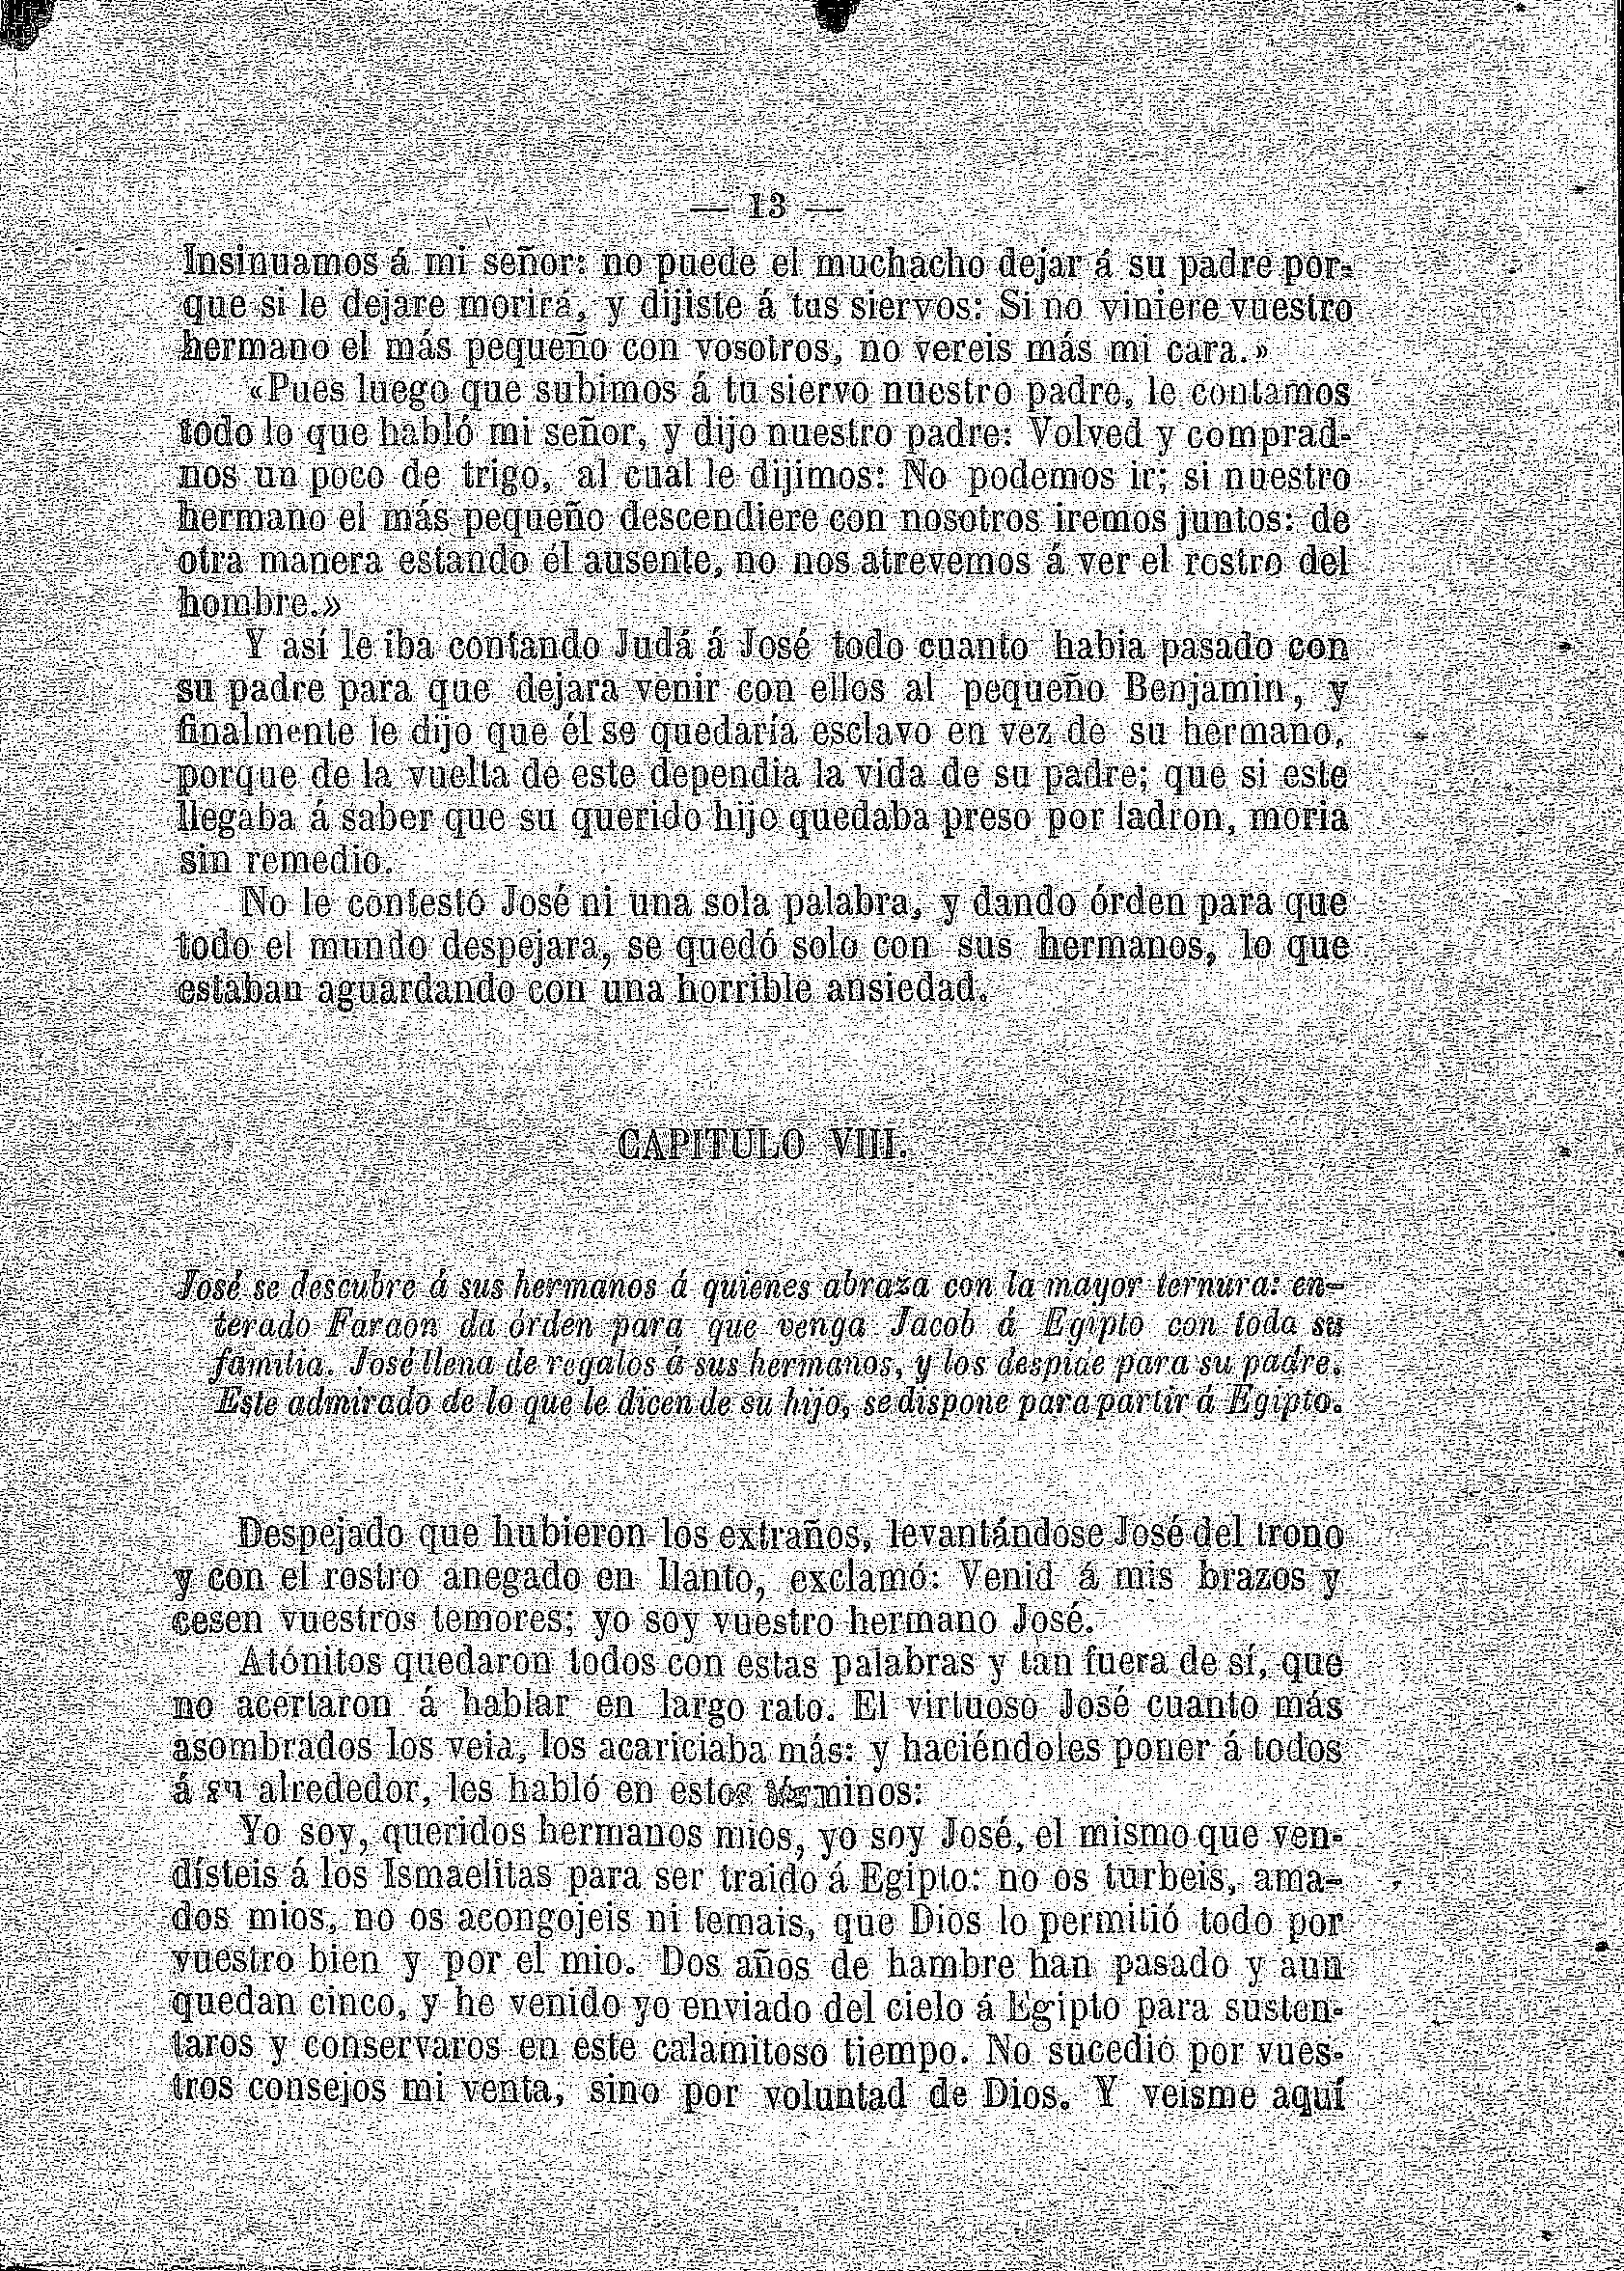 — 13 —
Insinuamos á mi señor: no puede el muchacho dejar á su padre por-
que si le dejare morirá, y dijiste á tus siervos: Si no viniere vuestro
hermano el más pequeño con vosotros, no vereis más mi cara.»
«Pues luego que subimos á tu siervo nuestro padre, le contamos
todo lo que habló mi señor, y dijo nuestro padre: Volved y comprad-
nos un poco de trigo, al cual le dijimos: No podemos ir; si nuestro
hermano el más pequeño descendiere con nosotros iremos juntos: de
otra manera estando él ausente, no nos atrevemos á ver el rostro del
hombre.»
Y así le iba contando Judá á José todo cuanto habia pasado con
su padre para que dejara venir con ellos al pequeño Benjamin, y
finalmente le dijo que él se quedaría esclavo en vez de su hermano,
porque de la vuelta de este dependia la vida de su padre; que si este
llegaba á saber que su querido hijo quedaba preso por ladron, moria
sin remedio.
No le contestó José ni una sola palabra, y dando órden para que
todo el mundo despejara, se quedó solo con sus hermanos, lo que
estaban aguardando con una horrible ansiedad.
CAPITULO VIII.
José se descubre á sus hermanos á quienes abraza con la mayor ternura: en-
terado Faraon da órden para que venga Jacob á Egipto con toda su
familia. José llena de regalos á sus hermanos, y los despide para su padre.
Este admirado de lo que le dicen de su hijo, se dispone para partir á Egipto.
Despejado que hubieron los extraños, levantándose José del trono
y con el rostro anegado en llanto, exclamó: Venid á mis brazos y
cesen vuestros temores; yo soy vuestro hermano José.
Atónitos quedaron todos con estas palabras y tan fuera de sí, que
no acertaron á hablar en largo rato. El virtuoso José cuanto más
asombrados los veia, los acariciaba más: y haciéndoles poner á todos
á su alrededor, les habló en estos términos:
Yo soy, queridos hermanos mios, yo soy José, el mismo que ven-
dísteis á los Ismaelitas para ser traido á Egipto: no os turbeis, ama-
dos mios, no os acongojeis ni temais, que Dios lo permitió todo por
vuestro bien y por el mio. Dos años de hambre han pasado y aun
quedan cinco, y he venido yo enviado del cielo á Egipto para susten-
taros y conservaros en este calamitoso tiempo. No sucedió por vues-
tros consejos mi venta, sino por voluntad de Dios. Y veisme aquí